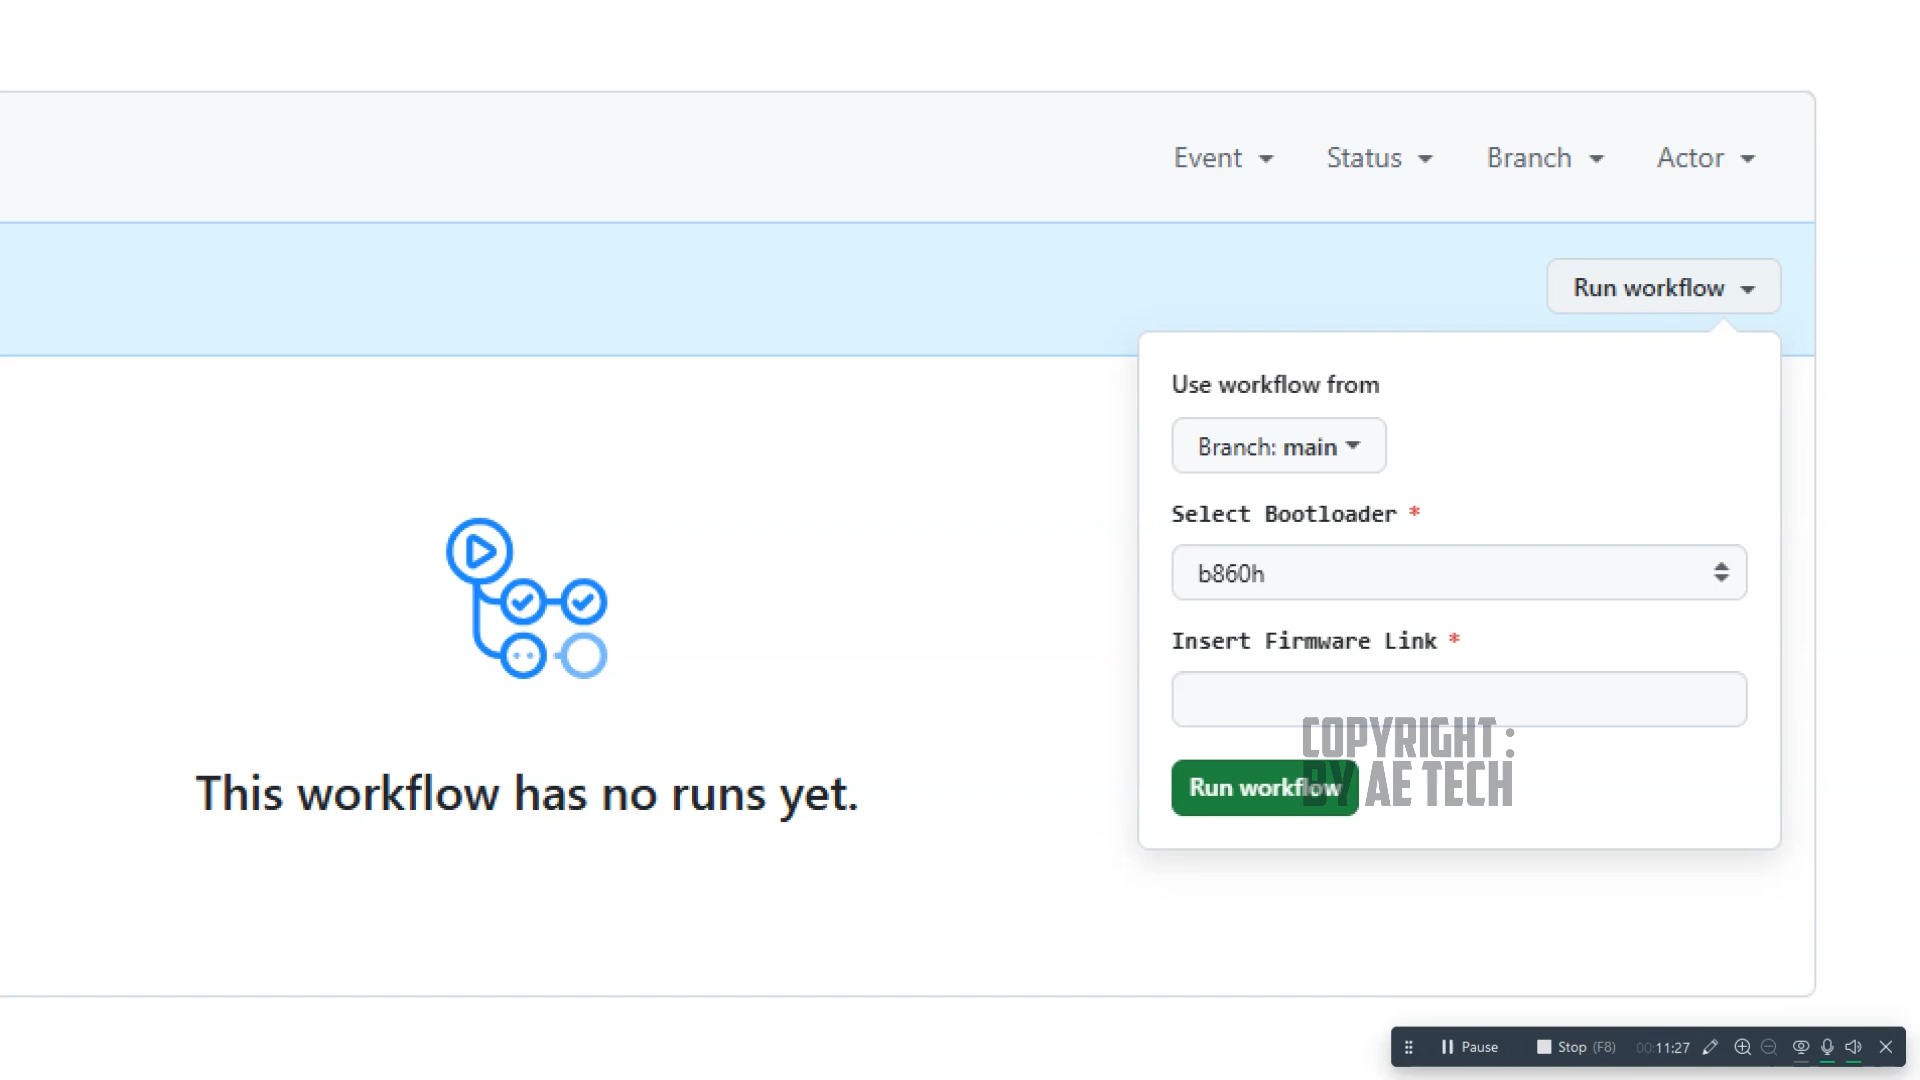 Event
Status
Branch
Actor
Run workflow
Use workflow from
Branch: main
Select Bootloader *
b860h
Insert Firmware Link *
COPYRIGHT :
BY AE TECH
Run workflow
This workflow has no runs yet.
Pause
Stop (F8)
00:11:27